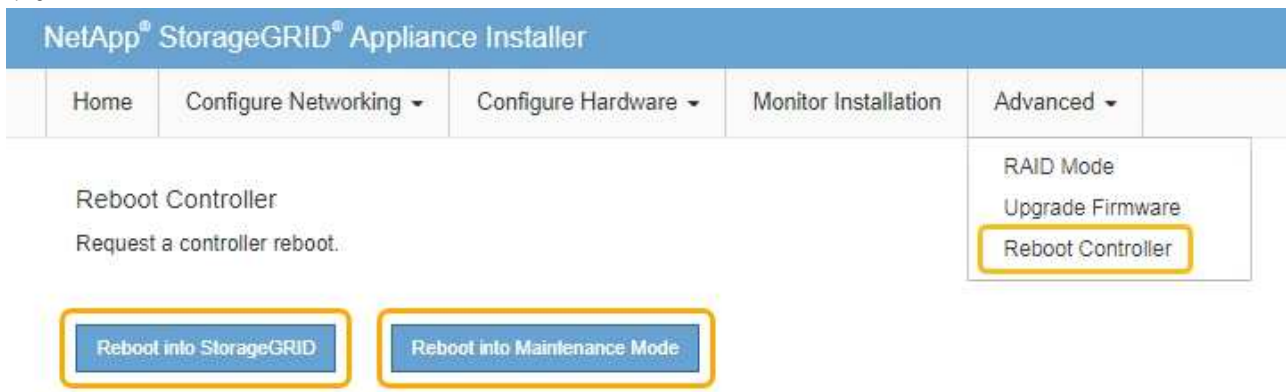 NetApp® StorageGRID® Appliance Installer
Home Configure Networking Configure Hardware Monitor Installation Advanced
RAID Mode
Upgrade Firmware
Reboot Controller
Reboot Controller
Request a controller reboot.
Reboot into StorageGRID Reboot into Maintenance Mode